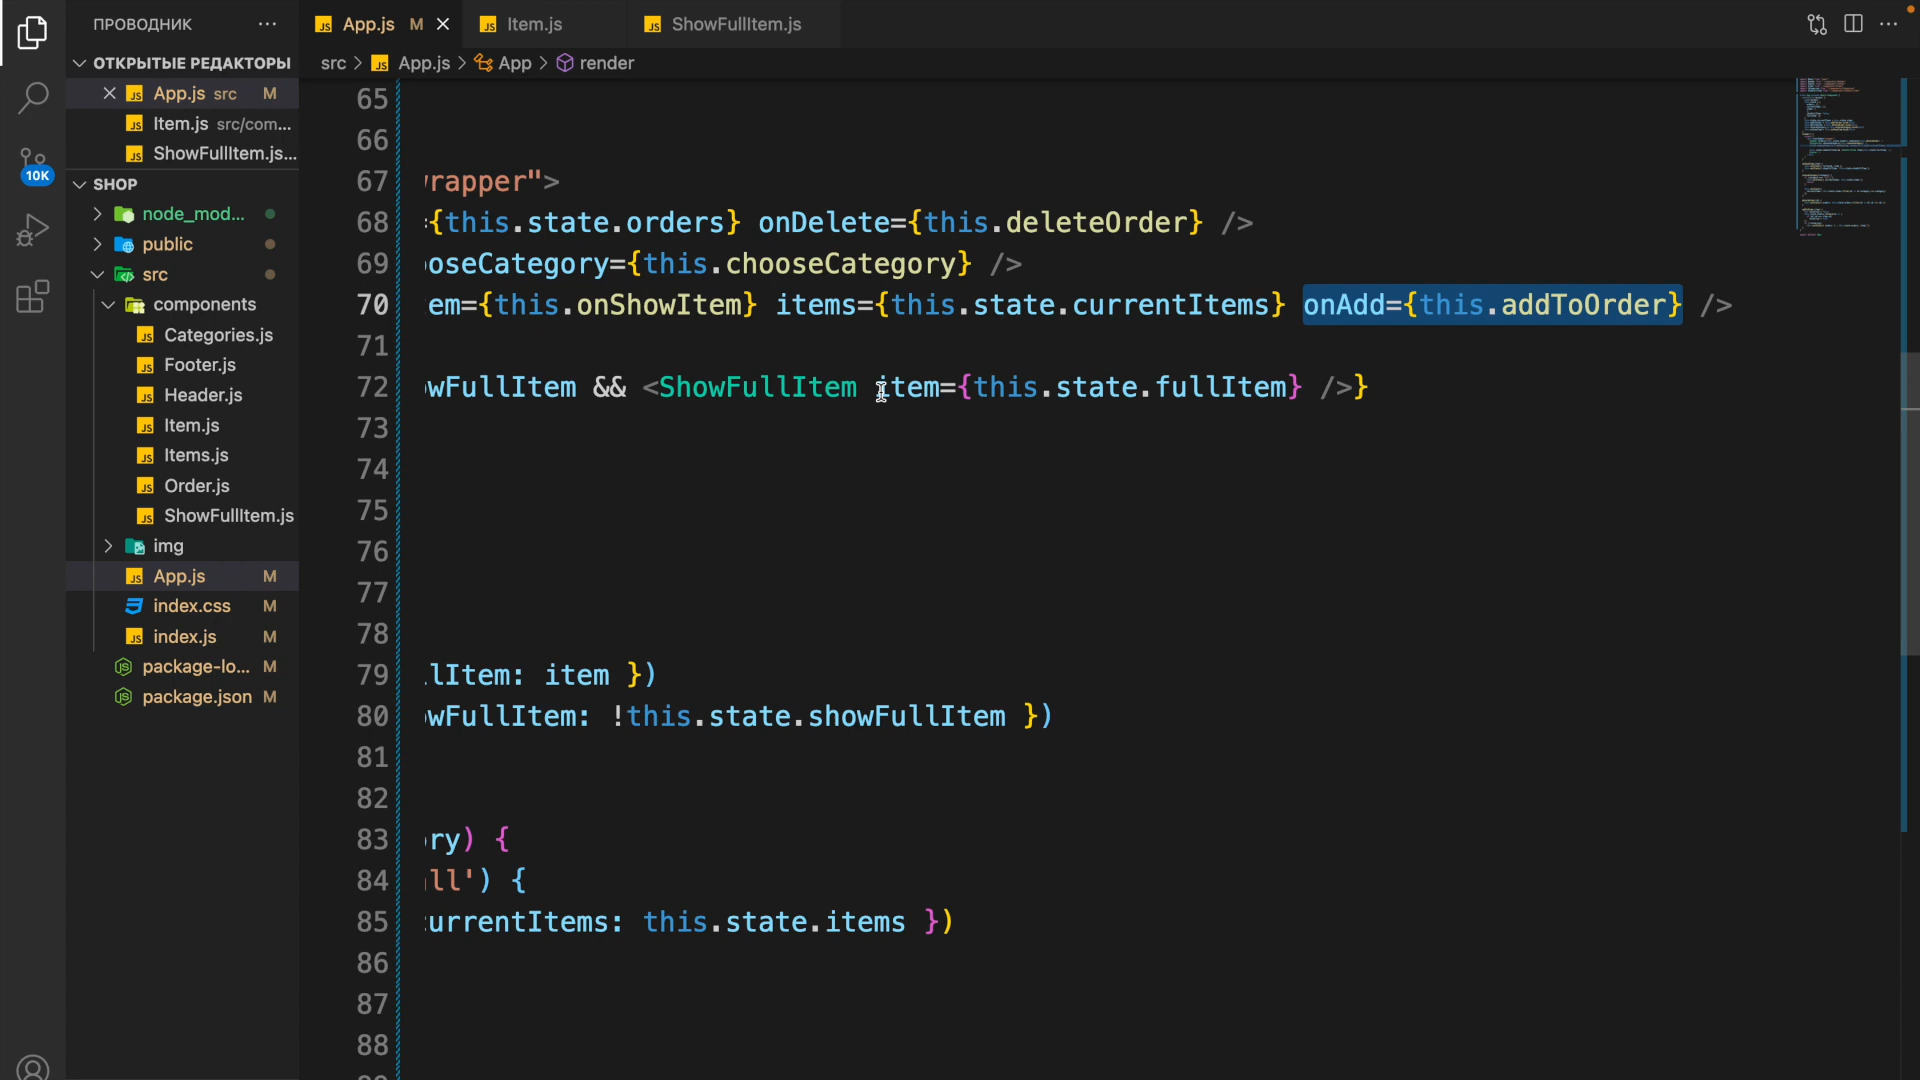 ПРОВОДНИК
App.js M
Item.js
ShowFullItem.js
ОТКРЫТЫЕ РЕДАКТОРЫ
src > App.js > App > render
App.js src M
Item.js src/com...
ShowFullItem.js...
10K
SHOP
node_mod...
public
src
components
Categories.js
Footer.js
Header.js
Item.js
Items.js
Order.js
ShowFullItem.js
img
App.js M
index.css M
index.js M
package-lo... M
package.json M
65
66
67 rapper">
68 ={this.state.orders} onDelete={this.deleteOrder} />
69 oseCategory={this.chooseCategory} />
70 em={this.onShowItem} items={this.state.currentItems} onAdd={this.addToOrder} />
71
72 wFullItem && <ShowFullItem item={this.state.fullItem} />}
73
74
75
76
77
78
79 lItem: item })
80 wFullItem: !this.state.showFullItem })
81
82
83 ry) {
84 ll') {
85 urrentItems: this.state.items })
86
87
88